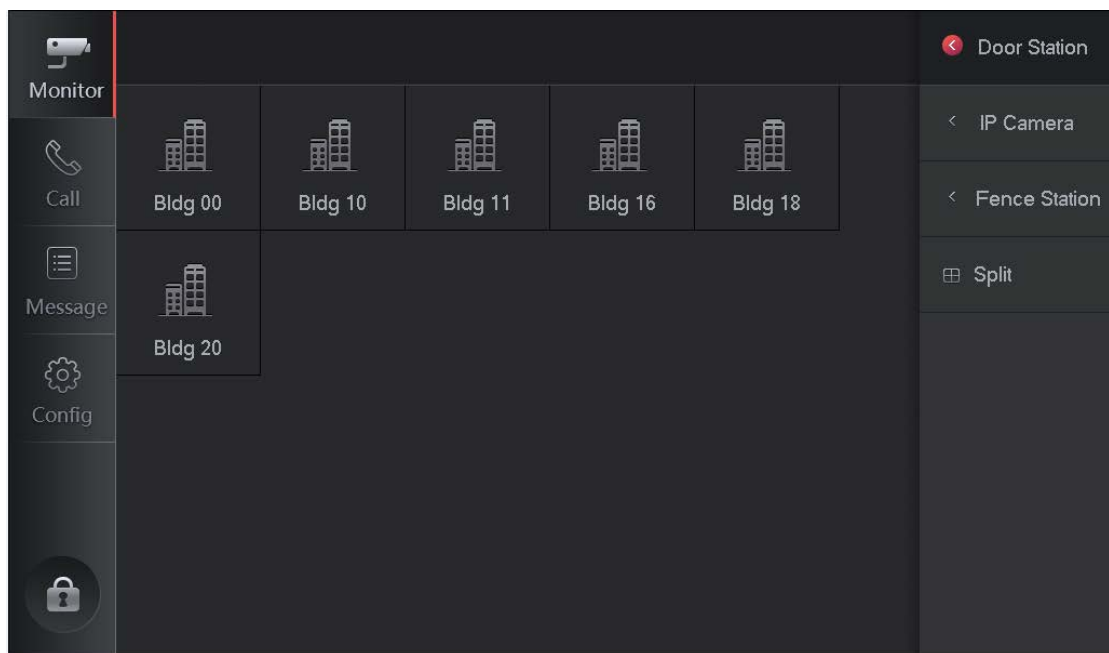 Monitor
Call
Message
Config
Bldg 00
Bldg 10
Bldg 11
Bldg 16
Bldg 18
Bldg 20
Door Station
IP Camera
Fence Station
Split